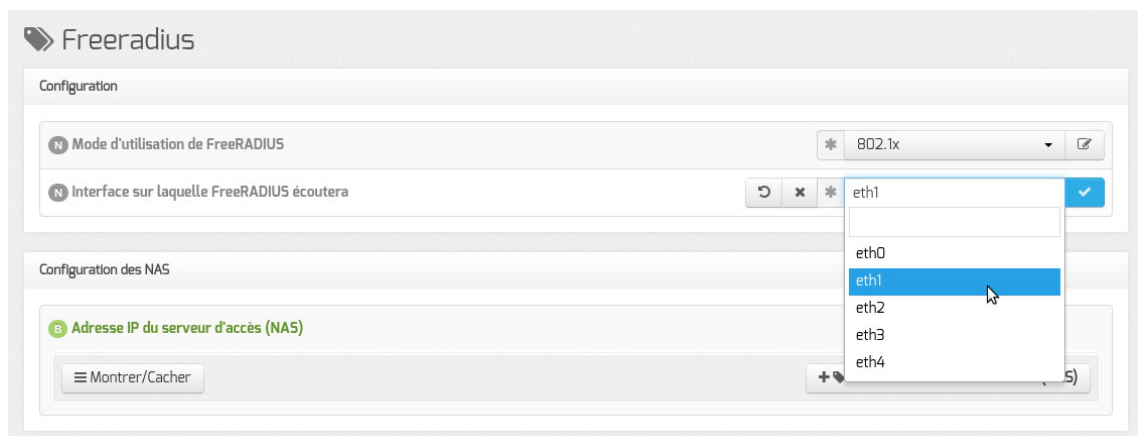 Freeradius
Configuration
N Mode d'utilisation de FreeRADIUS
802.1x
N Interface sur laquelle FreeRADIUS écoutera
eth1
eth0
eth1
eth2
eth3
eth4
Configuration des NAS
B Adresse IP du serveur d'accès (NAS)
Montrer/Cacher